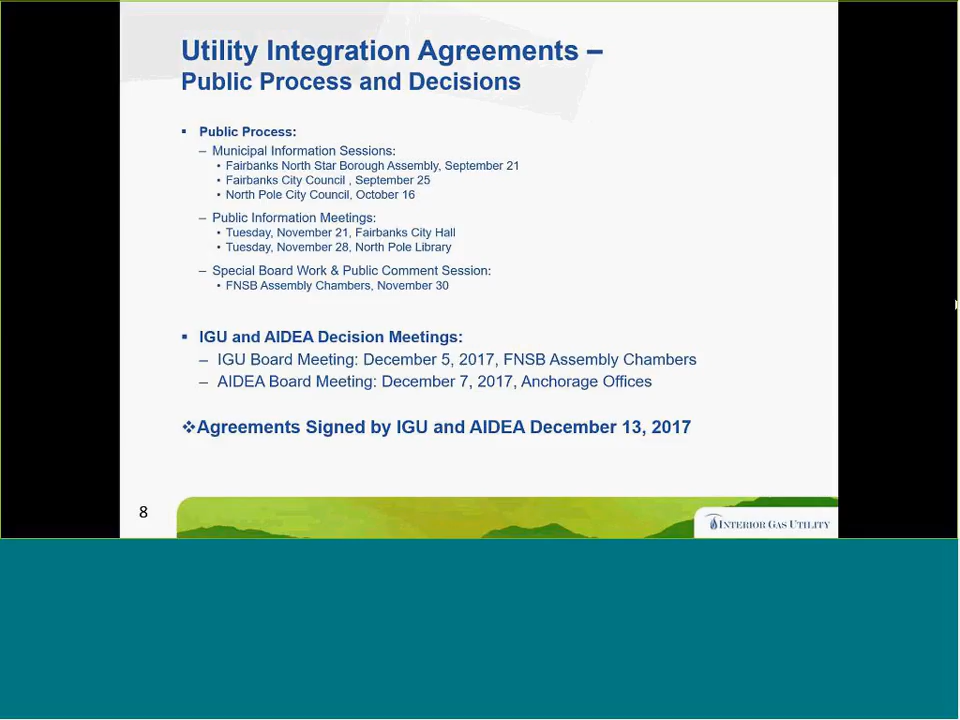 Utility Integration Agreements –
Public Process and Decisions
▪ Public Process:
– Municipal Information Sessions:
• Fairbanks North Star Borough Assembly, September 21
• Fairbanks City Council , September 25
• North Pole City Council, October 16
– Public Information Meetings:
• Tuesday, November 21, Fairbanks City Hall
• Tuesday, November 28, North Pole Library
– Special Board Work & Public Comment Session:
• FNSB Assembly Chambers, November 30
▪ IGU and AIDEA Decision Meetings:
– IGU Board Meeting: December 5, 2017, FNSB Assembly Chambers
– AIDEA Board Meeting: December 7, 2017, Anchorage Offices
❖Agreements Signed by IGU and AIDEA December 13, 2017
8
INTERIOR GAS UTILITY